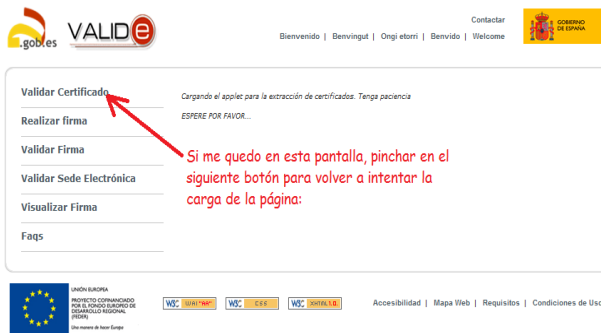 .gob.es
VALIDe
Contactar
Bienvenido | Benvingut | Ongi etorri | Benvido | Welcome
GOBIERNO
DE ESPAÑA
Validar Certificado
Cargando el applet para la extracción de certificados. Tenga paciencia
Realizar firma
ESPERE POR FAVOR...
Validar Firma
Si me quedo en esta pantalla, pinchar en el
siguiente botón para volver a intentar la
carga de la página:
Validar Sede Electrónica
Visualizar Firma
Faqs
UNIÓN EUROPEA
PROYECTO COFINANCIADO
POR EL FONDO EUROPEO DE
DESARROLLO REGIONAL
(FEDER)
Una manera de hacer Europa
W3C WAI-AA
W3C CSS
W3C XHTML 1.0
Accesibilidad | Mapa Web | Requisitos | Condiciones de Uso